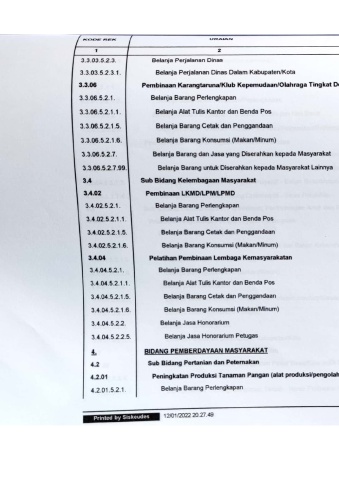 KODE REK URAIAN
1 2
3.3.03.5.2.3. Belanja Perjalanan Dinas
3.3.03.5.2.3.1. Belanja Perjalanan Dinas Dalam Kabupaten/Kota
3.3.06 Pembinaan Karangtaruna/Klub Kepemudaan/Olahraga Tingkat De
3.3.06.5.2.1. Belanja Barang Perlengkapan
3.3.06.5.2.1.1. Belanja Alat Tulis Kantor dan Benda Pos
3.3.06.5.2.1.5. Belanja Barang Cetak dan Penggandaan
3.3.06.5.2.1.6. Belanja Barang Konsumsi (Makan/Minum)
3.3.06.5.2.7. Belanja Barang dan Jasa yang Diserahkan kepada Masyarakat
3.3.06.5.2.7.99. Belanja Barang untuk Diserahkan kepada Masyarakat Lainnya
3.4 Sub Bidang Kelembagaan Masyarakat
3.4.02 Pembinaan LKMD/LPM/LPMD
3.4.02.5.2.1. Belanja Barang Perlengkapan
3.4.02.5.2.1.1. Belanja Alat Tulis Kantor dan Benda Pos
3.4.02.5.2.1.5. Belanja Barang Cetak dan Penggandaan
3.4.02.5.2.1.6. Belanja Barang Konsumsi (Makan/Minum)
3.4.04 Pelatihan Pembinaan Lembaga Kemasyarakatan
3.4.04.5.2.1. Belanja Barang Perlengkapan
3.4.04.5.2.1.1. Belanja Alat Tulis Kantor dan Benda Pos
3.4.04.5.2.1.5. Belanja Barang Cetak dan Penggandaan
3.4.04.5.2.1.6. Belanja Barang Konsumsi (Makan/Minum)
3.4.04.5.2.2. Belanja Jasa Honorarium
3.4.04.5.2.2.5. Belanja Jasa Honorarium Petugas
4. BIDANG PEMBERDAYAAN MASYARAKAT
4.2 Sub Bidang Pertanian dan Peternakan
4.2.01 Peningkatan Produksi Tanaman Pangan (alat produksi/pengolah
4.2.01.5.2.1. Belanja Barang Perlengkapan
Printed by Siskeudes 12/01/2022 20.27.49